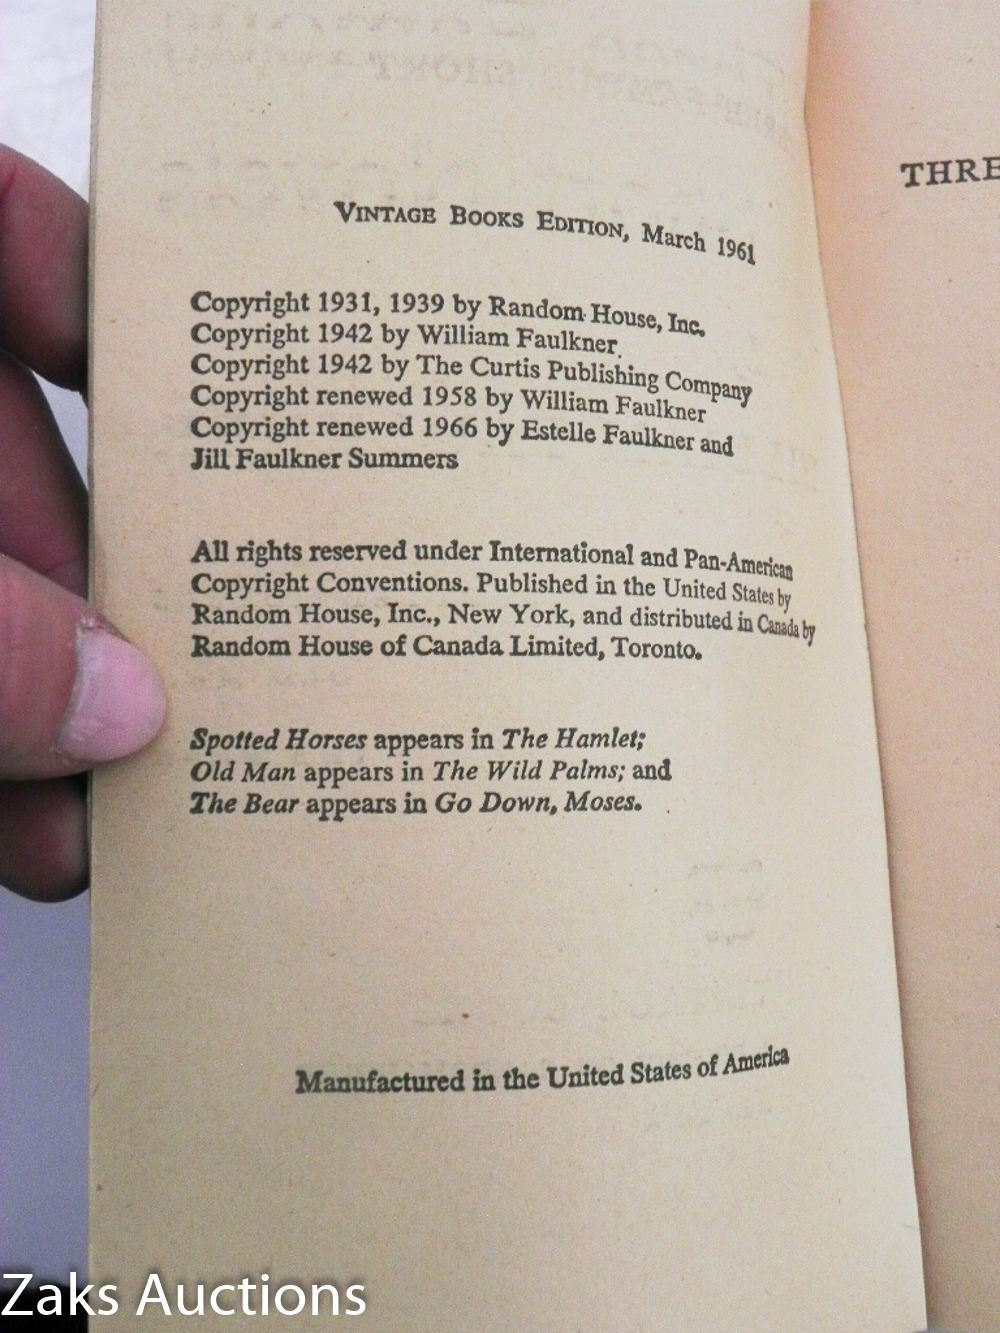 VINTAGE BOOKS EDITION, March 1961
Copyright 1931, 1939 by Random House, Inc.
Copyright 1942 by William Faulkner.
Copyright 1942 by The Curtis Publishing Company
Copyright renewed 1958 by William Faulkner
Copyright renewed 1966 by Estelle Faulkner and
Jill Faulkner Summers
All rights reserved under International and Pan-American
Copyright Conventions. Published in the United States by
Random House, Inc., New York, and distributed in Canada by
Random House of Canada Limited, Toronto.
Spotted Horses appears in The Hamlet;
Old Man appears in The Wild Palms; and
The Bear appears in Go Down, Moses.
Manufactured in the United States of America
THRE
Zaks Auctions